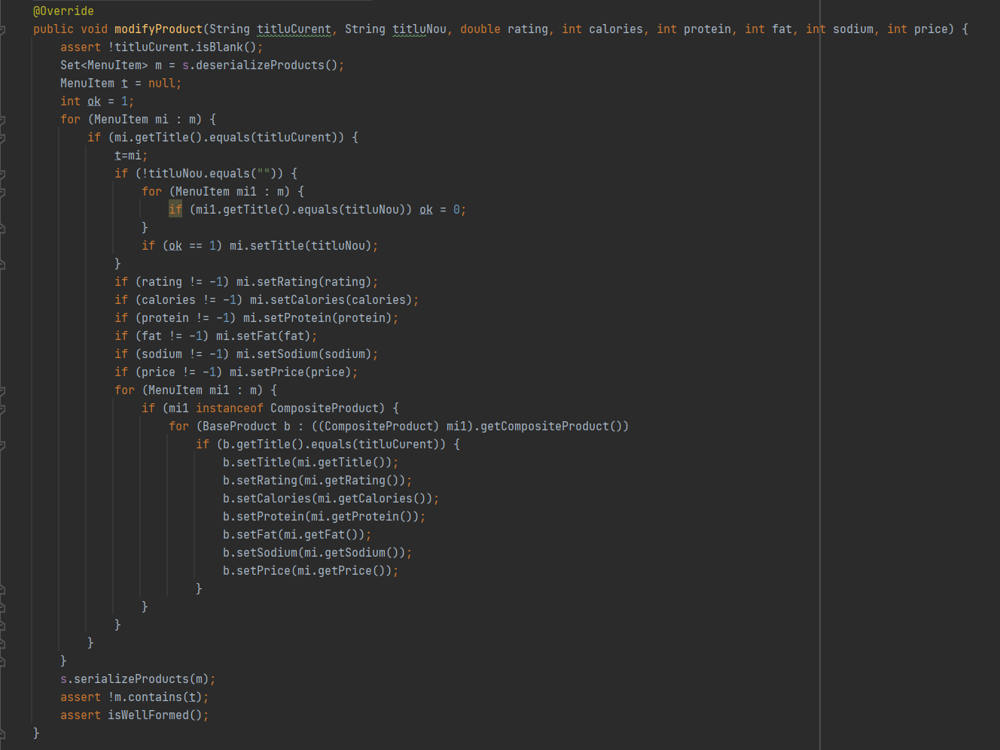 @Override
public void modifyProduct(String titluCurent, String titluNou, double rating, int calories, int protein, int fat, int sodium, int price) {
    assert !titluCurent.isBlank();
    Set<MenuItem> m = s.deserializeProducts();
    MenuItem t = null;
    int ok = 1;
    for (MenuItem mi : m) {
        if (mi.getTitle().equals(titluCurent)) {
            t=mi;
            if (!titluNou.equals("")) {
                for (MenuItem mi1 : m) {
                    if (mi1.getTitle().equals(titluNou)) ok = 0;
                }
                if (ok == 1) mi.setTitle(titluNou);
            }
            if (rating != -1) mi.setRating(rating);
            if (calories != -1) mi.setCalories(calories);
            if (protein != -1) mi.setProtein(protein);
            if (fat != -1) mi.setFat(fat);
            if (sodium != -1) mi.setSodium(sodium);
            if (price != -1) mi.setPrice(price);
            for (MenuItem mi1 : m) {
                if (mi1 instanceof CompositeProduct) {
                    for (BaseProduct b : ((CompositeProduct) mi1).getCompositeProduct())
                        if (b.getTitle().equals(titluCurent)) {
                            b.setTitle(mi.getTitle());
                            b.setRating(mi.getRating());
                            b.setCalories(mi.getCalories());
                            b.setProtein(mi.getProtein());
                            b.setFat(mi.getFat());
                            b.setSodium(mi.getSodium());
                            b.setPrice(mi.getPrice());
                        }
                }
            }
        }
    }
    s.serializeProducts(m);
    assert !m.contains(t);
    assert isWellFormed();
}